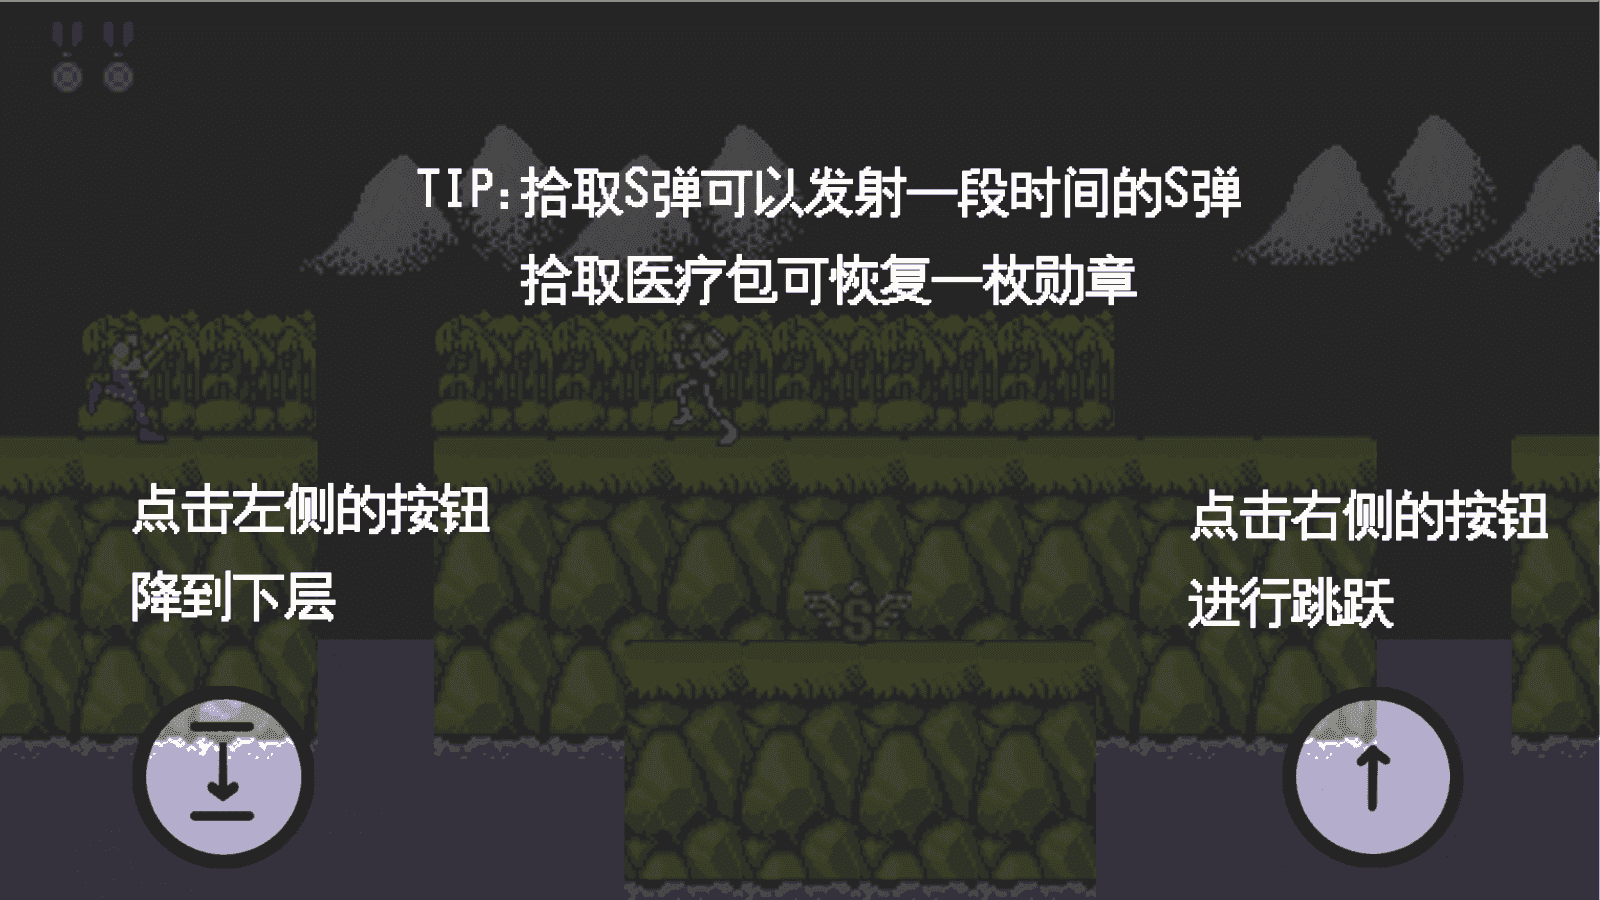 TIP:拾取S弹可以发射一段时间的S弹
拾取医疗包可恢复一枚勋章
点击左侧的按钮
降到下层
点击右侧的按钮
进行跳跃
S